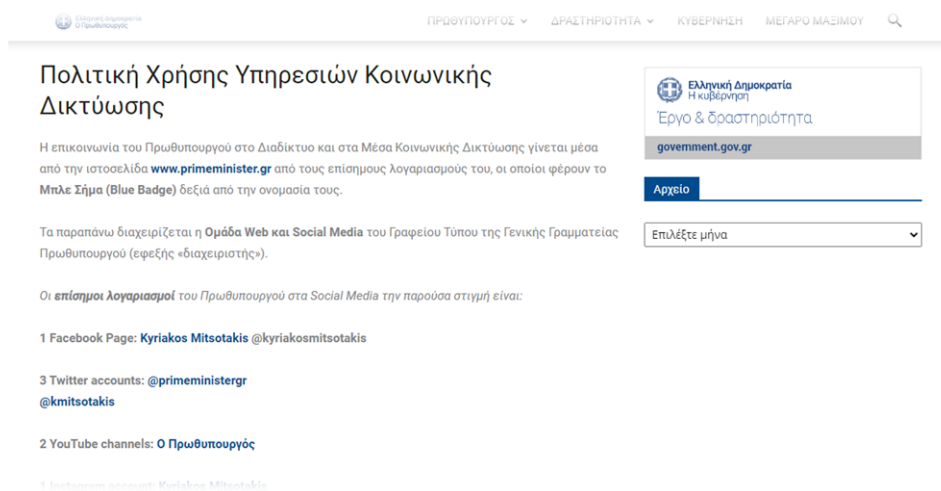 Ελληνική Δημοκρατία
Ο Πρωθυπουργός
ΠΡΩΘΥΠΟΥΡΓΟΣ ΔΡΑΣΤΗΡΙΟΤΗΤΑ ΚΥΒΕΡΝΗΣΗ ΜΕΓΑΡΟ ΜΑΞΙΜΟΥ
Πολιτική Χρήσης Υπηρεσιών Κοινωνικής
Δικτύωσης
Η επικοινωνία του Πρωθυπουργού στο Διαδίκτυο και στα Μέσα Κοινωνικής Δικτύωσης γίνεται μέσα
από την ιστοσελίδα www.primeminister.gr από τους επίσημους λογαριασμούς του, οι οποίοι φέρουν το
Μπλε Σήμα (Blue Badge) δεξιά από την ονομασία τους.
Τα παραπάνω διαχειρίζεται η Ομάδα Web και Social Media του Γραφείου Τύπου της Γενικής Γραμματείας
Πρωθυπουργού (εφεξής «διαχειριστής»).
Οι επίσημοι λογαριασμοί του Πρωθυπουργού στα Social Media την παρούσα στιγμή είναι:
1 Facebook Page: Kyriakos Mitsotakis @kyriakosmitsotakis
3 Twitter accounts: @primeministergr
@kmitsotakis
2 YouTube channels: Ο Πρωθυπουργός
1 Instagram account: Kyriakos Mitsotakis
Ελληνική Δημοκρατία
Η κυβέρνηση
Έργο & δραστηριότητα
government.gov.gr
Αρχείο
Επιλέξτε μήνα